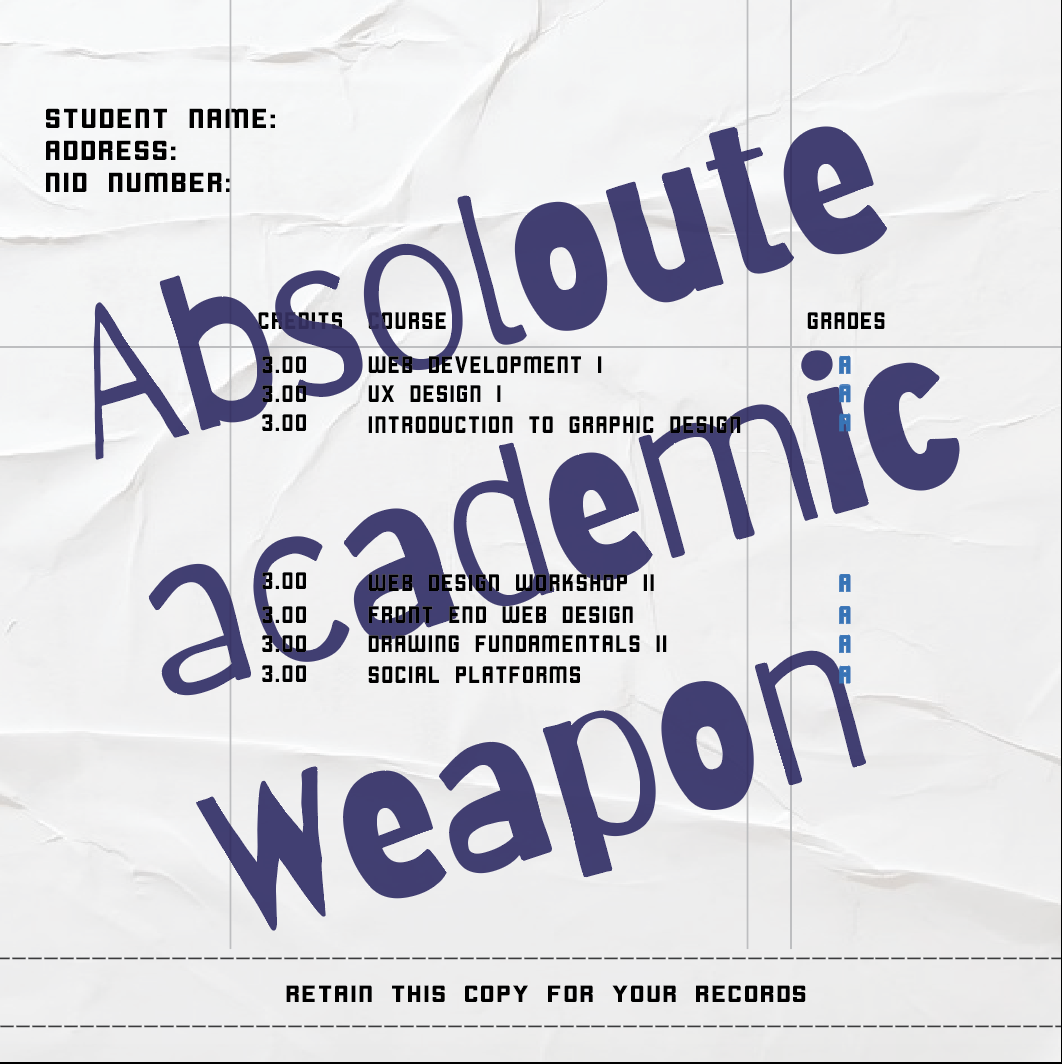 STUDENT NAME:
ADDRESS:
NID NUMBER:
Absoloute
academic
weapon
CREDITS COURSE GRADES
3.00 WEB DEVELOPMENT I A
3.00 UX DESIGN I A
3.00 INTRODUCTION TO GRAPHIC DESIGN A
3.00 WEB DESIGN WORKSHOP II A
3.00 FRONT END WEB DESIGN A
3.00 DRAWING FUNDAMENTALS II A
3.00 SOCIAL PLATFORMS A
RETAIN THIS COPY FOR YOUR RECORDS